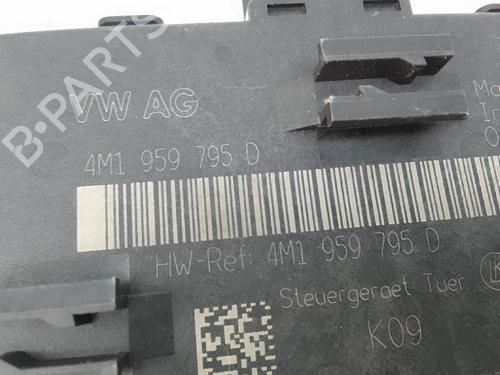 B-PARTS
VW AG
4M1 959 795 D
HW-Ref: 4M1 959 795 D
Steuergeraet Tuer
K09